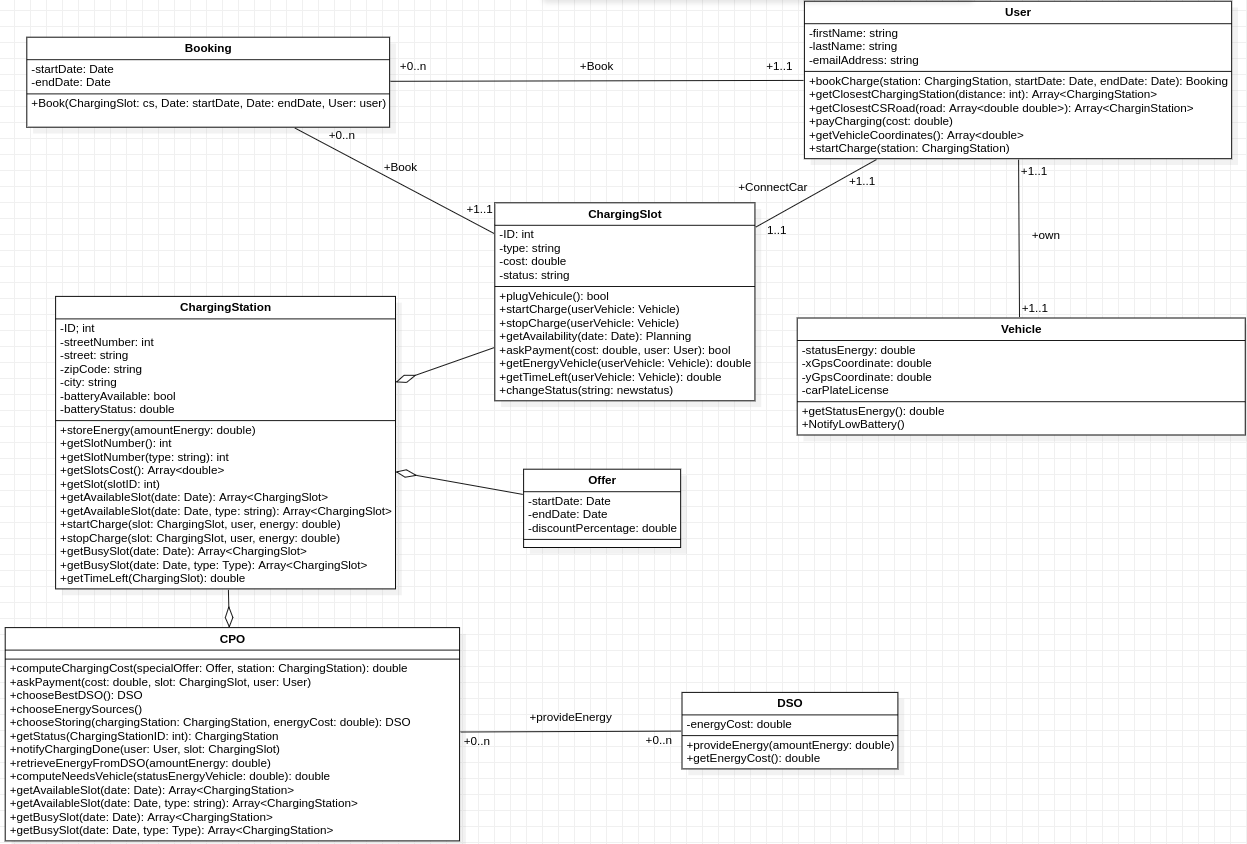 User
-firstName: string
-lastName: string
-emailAddress: string
+bookCharge(station: ChargingStation, startDate: Date, endDate: Date): Booking
+getClosestChargingStation(distance: int): Array<ChargingStation>
+getClosestCSRoad(road: Array<double double>): Array<CharginStation>
+payCharging(cost: double)
+getVehicleCoordinates(): Array<double>
+startCharge(station: ChargingStation)
Booking
-startDate: Date
-endDate: Date
+Book(ChargingSlot: cs, Date: startDate, Date: endDate, User: user)
+0..n
+Book
+1..1
+0..n
+Book
+1..1
+ConnectCar
+1..1
1..1
+1..1
+own
+1..1
ChargingSlot
-ID: int
-type: string
-cost: double
-status: string
+plugVehicule(): bool
+startCharge(userVehicle: Vehicle)
+stopCharge(userVehicle: Vehicle)
+getAvailability(date: Date): Planning
+askPayment(cost: double, user: User): bool
+getEnergyVehicle(userVehicle: Vehicle): double
+getTimeLeft(userVehicle: Vehicle): double
+changeStatus(string: newstatus)
ChargingStation
-ID; int
-streetNumber: int
-street: string
-zipCode: string
-city: string
-batteryAvailable: bool
-batteryStatus: double
+storeEnergy(amountEnergy: double)
+getSlotNumber(): int
+getSlotNumber(type: string): int
+getSlotsCost(): Array<double>
+getSlot(slotID: int)
+getAvailableSlot(date: Date): Array<ChargingSlot>
+getAvailableSlot(date: Date, type: string): Array<ChargingSlot>
+startCharge(slot: ChargingSlot, user, energy: double)
+stopCharge(slot: ChargingSlot, user, energy: double)
+getBusySlot(date: Date): Array<ChargingSlot>
+getBusySlot(date: Date, type: Type): Array<ChargingSlot>
+getTimeLeft(ChargingSlot): double
Vehicle
-statusEnergy: double
-xGpsCoordinate: double
-yGpsCoordinate: double
-carPlateLicense
+getStatusEnergy(): double
+NotifyLowBattery()
Offer
-startDate: Date
-endDate: Date
-discountPercentage: double
CPO
+computeChargingCost(specialOffer: Offer, station: ChargingStation): double
+askPayment(cost: double, slot: ChargingSlot, user: User)
+chooseBestDSO(): DSO
+chooseEnergySources()
+chooseStoring(chargingStation: ChargingStation, energyCost: double): DSO
+getStatus(ChargingStationID: int): ChargingStation
+notifyChargingDone(user: User, slot: ChargingSlot)
+retrieveEnergyFromDSO(amountEnergy: double)
+computeNeedsVehicle(statusEnergyVehicle: double): double
+getAvailableSlot(date: Date): Array<ChargingStation>
+getAvailableSlot(date: Date, type: string): Array<ChargingStation>
+getBusySlot(date: Date): Array<ChargingStation>
+getBusySlot(date: Date, type: Type): Array<ChargingStation>
+provideEnergy
+0..n
+0..n
DSO
-energyCost: double
+provideEnergy(amountEnergy: double)
+getEnergyCost(): double